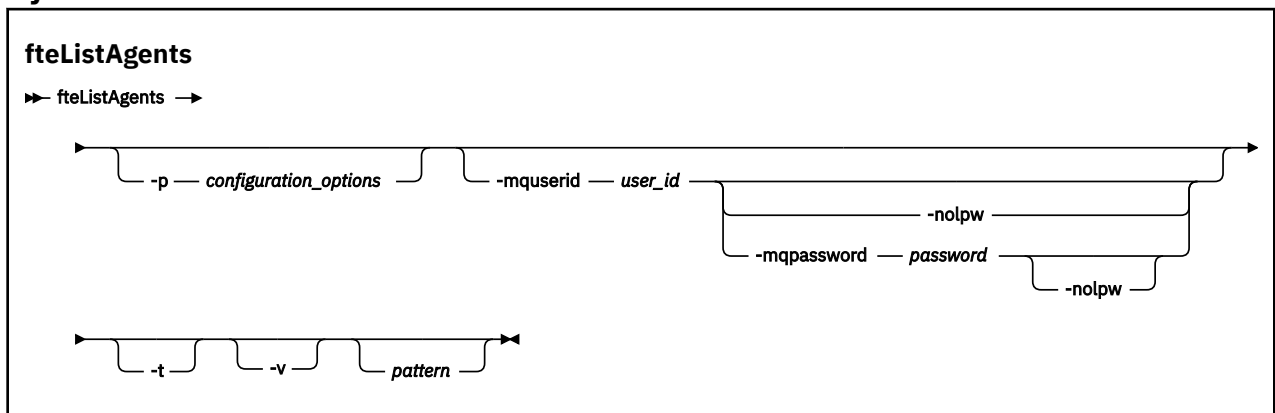 fteListAgents
fteListAgents
-p configuration_options -mquserid user_id
-nolpw
-mqpassword password
-nolpw
-t -v pattern